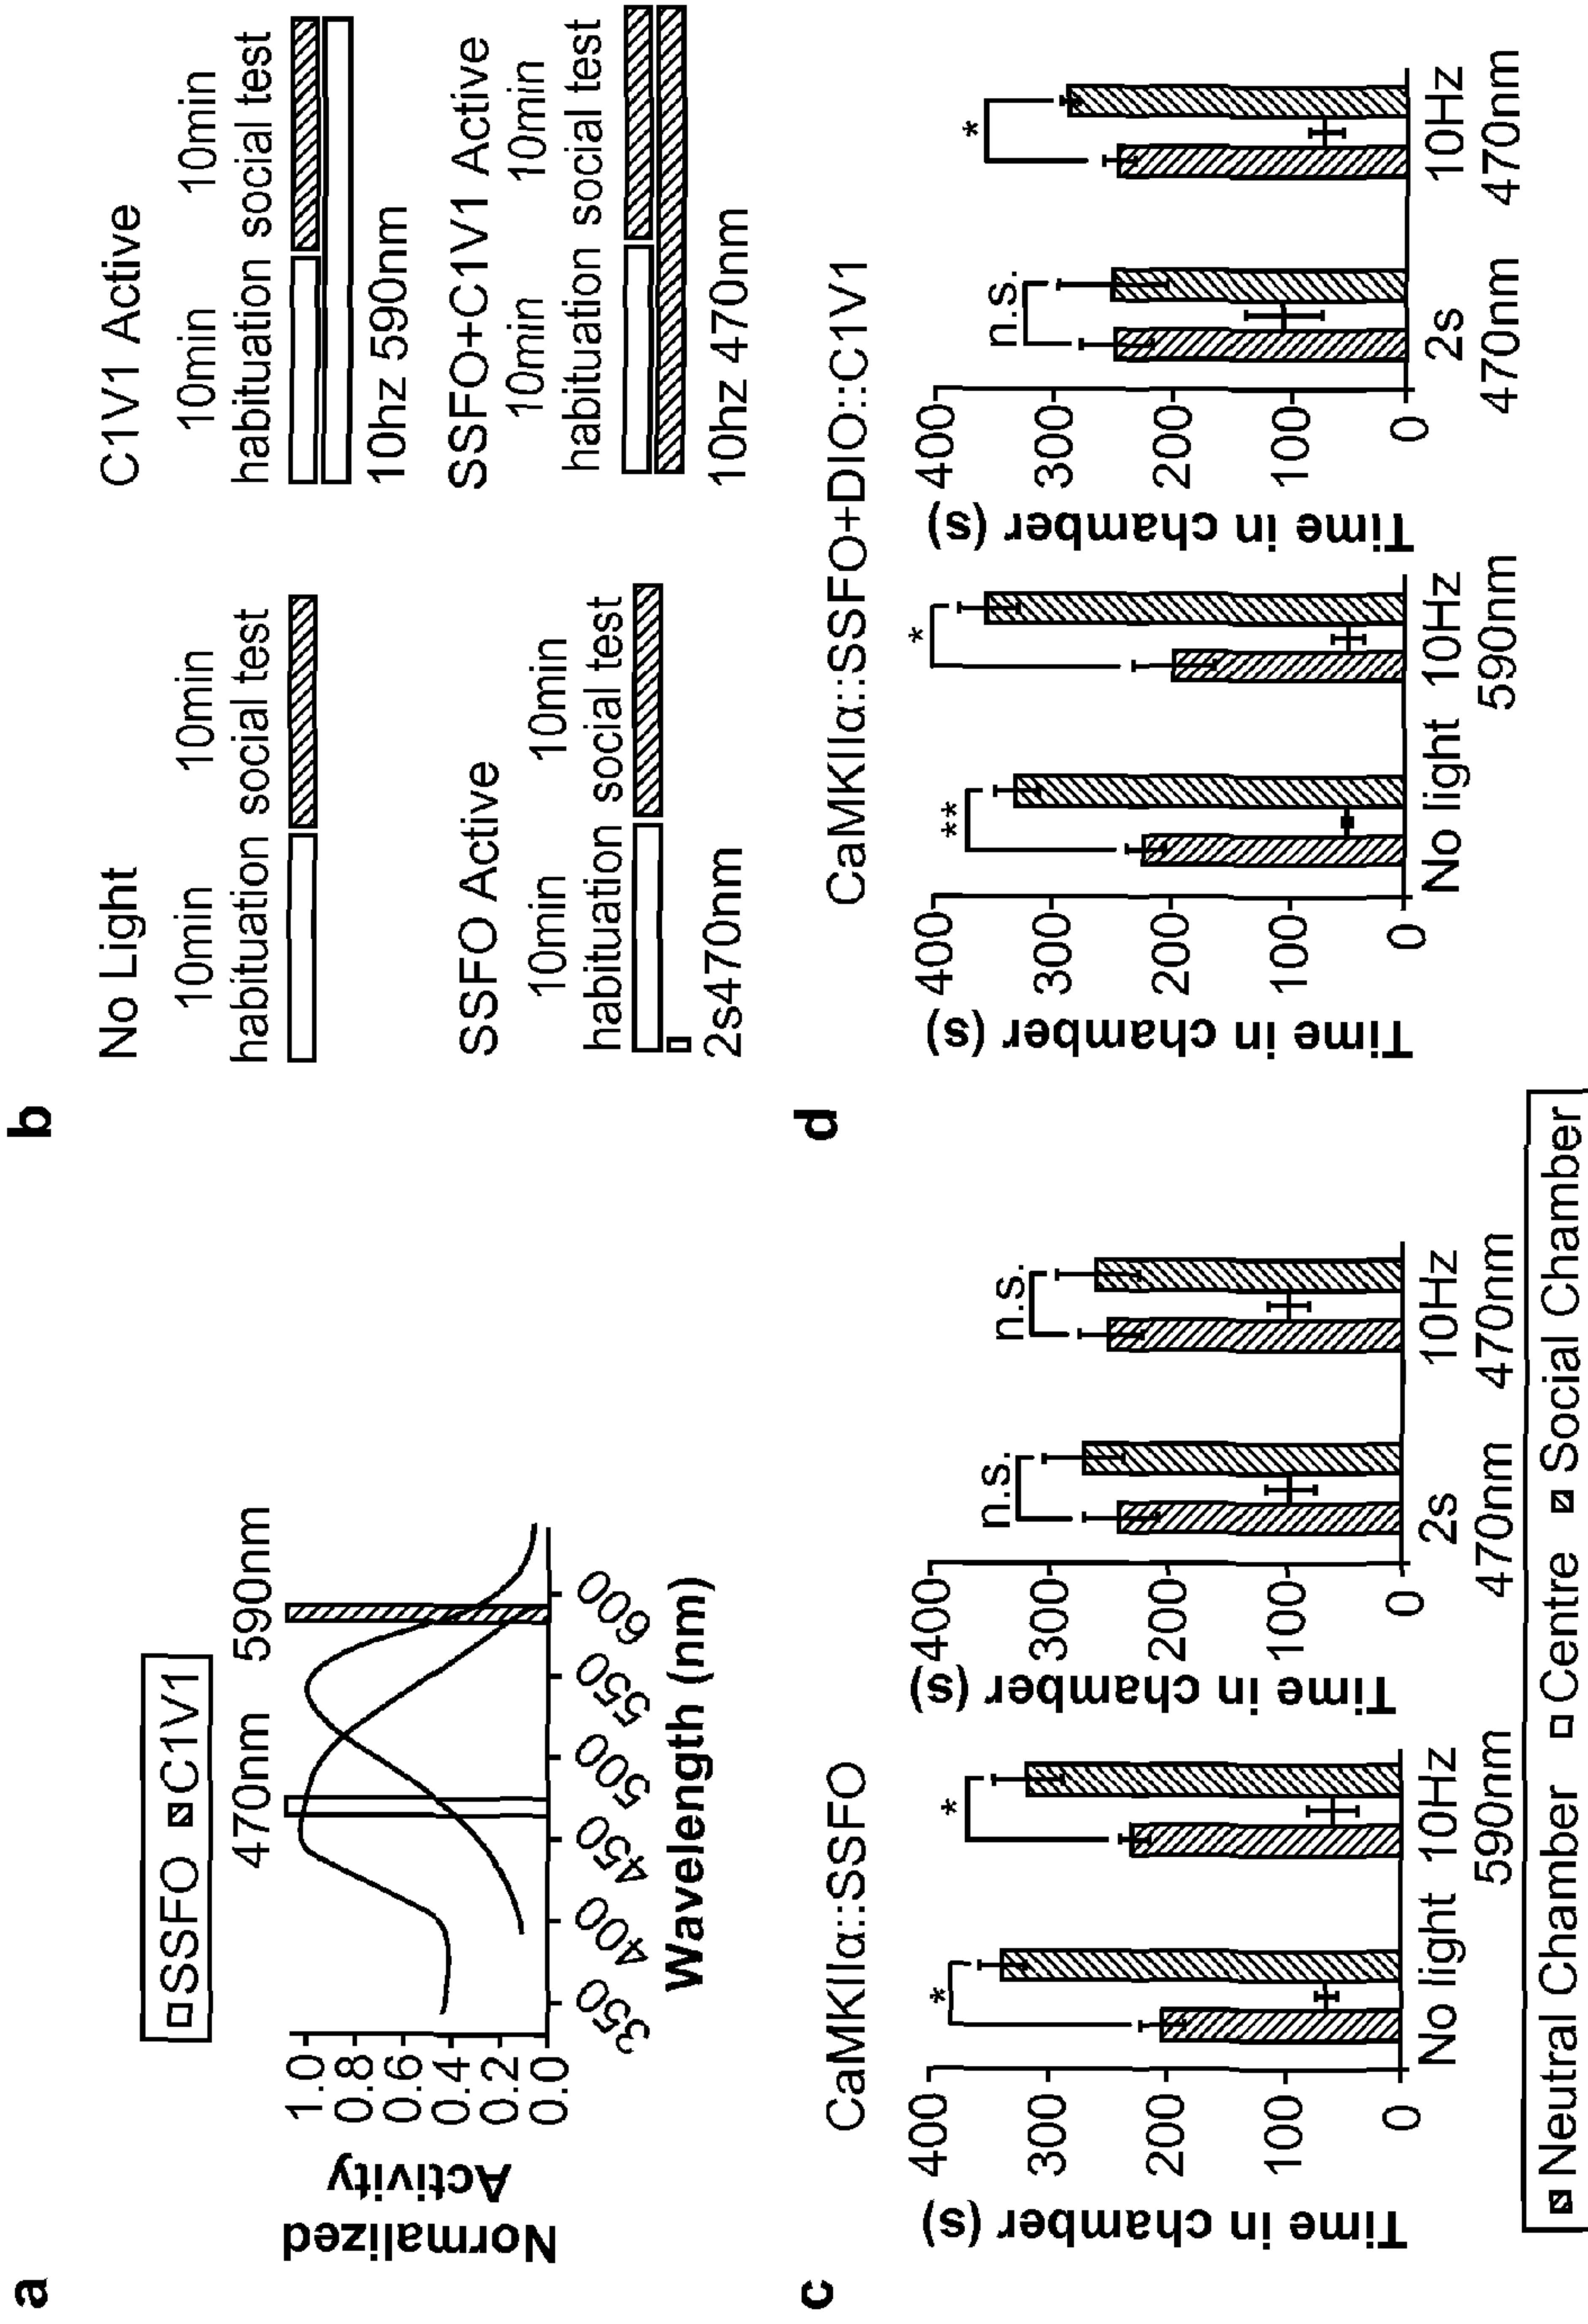 a
□SSFO ▨C1V1
470nm 590nm
Normalized
Activity
1.0
0.8
0.6
0.4
0.2
0.0
350 400 450 500 550 600
Wavelength (nm)
b
No Light
10min 10min
habituation social test
C1V1 Active
10min 10min
habituation social test
10hz 590nm
SSFO Active
10min 10min
habituation social test
2s470nm
SSFO+C1V1 Active
10min 10min
habituation social test
10hz 470nm
c
CaMKIIα::SSFO
Time in chamber (s)
400
300
200
100
0
* *
No light 10Hz
590nm
Time in chamber (s)
400
300
200
100
0
n.s. n.s.
2s 10Hz
470nm 470nm
d
CaMKIIα::SSFO+DIO::C1V1
Time in chamber (s)
400
300
200
100
0
** *
No light 10Hz
590nm
Time in chamber (s)
400
300
200
100
0
n.s. *
2s 10Hz
470nm 470nm
▨ Neutral Chamber □ Centre ▨ Social Chamber